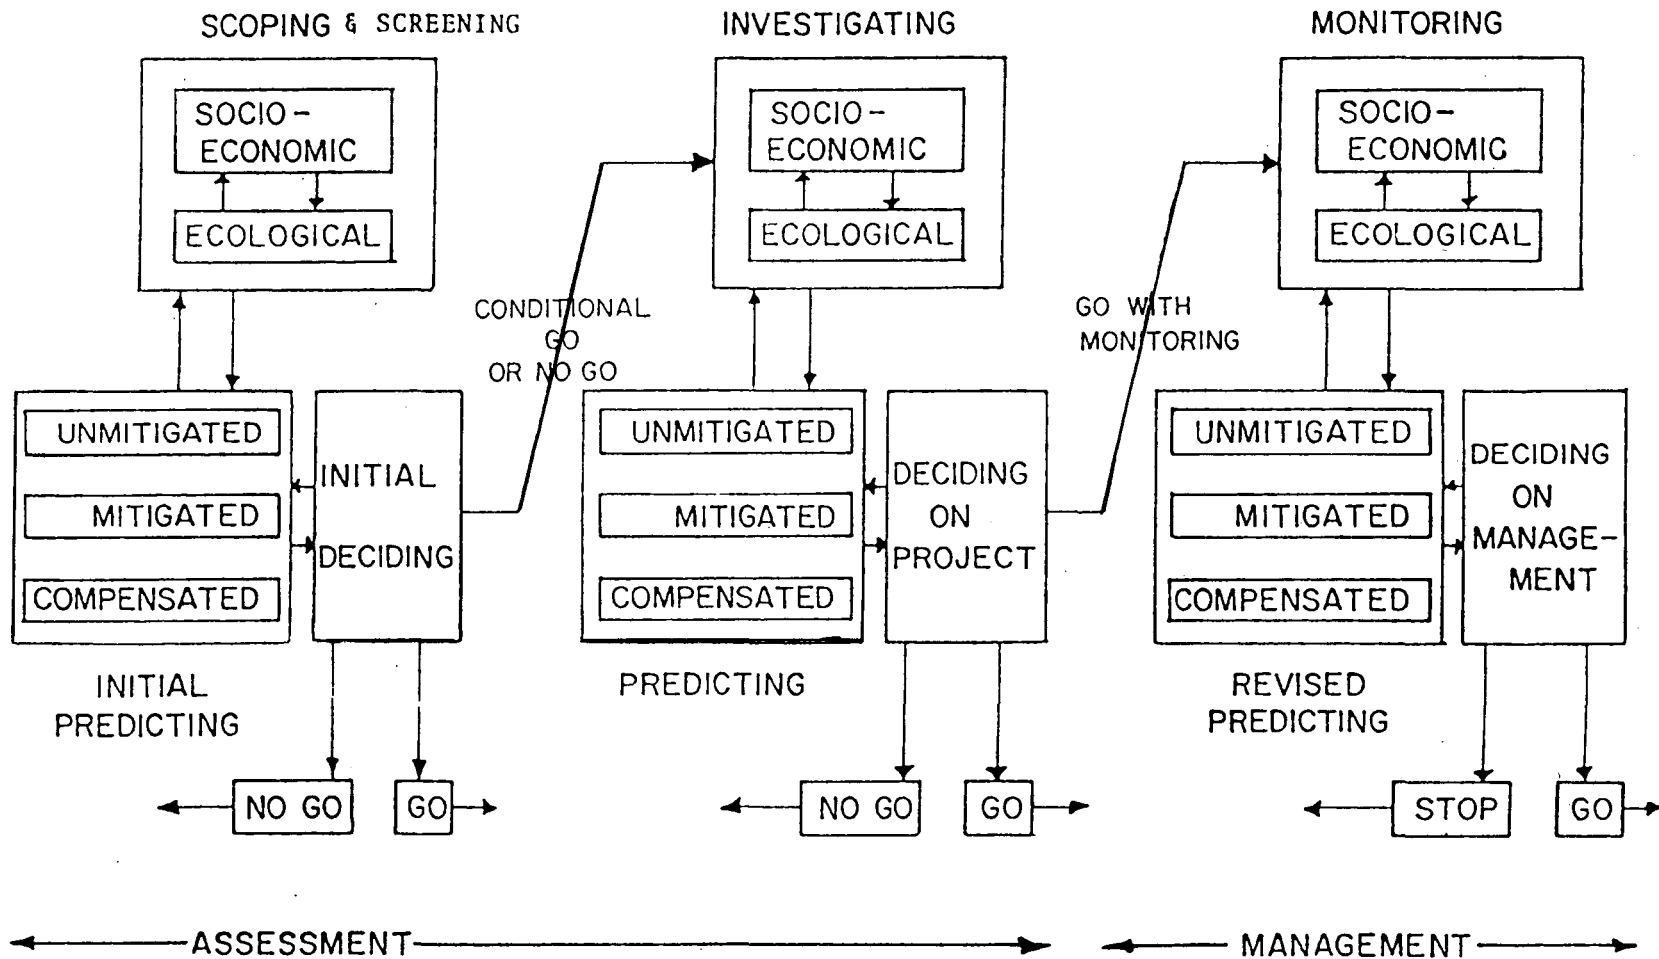 SCOPING & SCREENING
SOCIO-
ECONOMIC
ECOLOGICAL
UNMITIGATED
MITIGATED
COMPENSATED
INITIAL
DECIDING
INITIAL
PREDICTING
NO GO
GO
CONDITIONAL
GO
OR NO GO
INVESTIGATING
SOCIO-
ECONOMIC
ECOLOGICAL
UNMITIGATED
MITIGATED
COMPENSATED
DECIDING
ON
PROJECT
PREDICTING
NO GO
GO
GO WITH
MONITORING
MONITORING
SOCIO-
ECONOMIC
ECOLOGICAL
UNMITIGATED
MITIGATED
COMPENSATED
DECIDING
ON
MANAGE-
MENT
REVISED
PREDICTING
STOP
GO
ASSESSMENT
MANAGEMENT